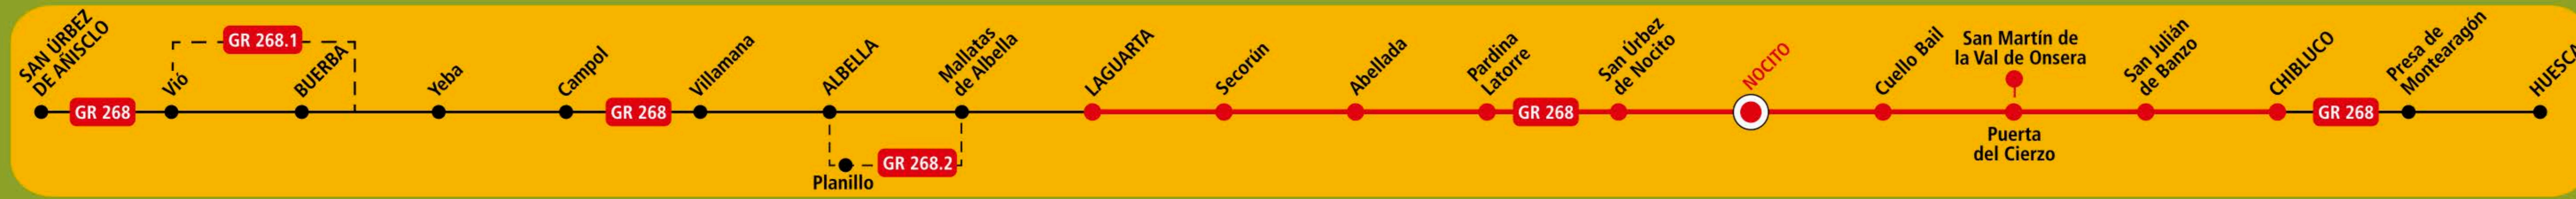 SAN ÚRBEZ
DE AÑISCLO
GR 268
Vió
GR 268.1
BUERBA
Yeba
Campol
GR 268
Villamana
ALBELLA
Planillo
GR 268.2
Mallatas
de Albella
LAGUARTA
Secorún
Abellada
Pardina
Latorre
GR 268
San Úrbez
de Nocito
NOCITO
Cuello Bail
San Martín de
la Val de Onsera
Puerta
del Cierzo
San Julián
de Banzo
CHIBLUCO
GR 268
Presa de
Montearagón
HUESCA